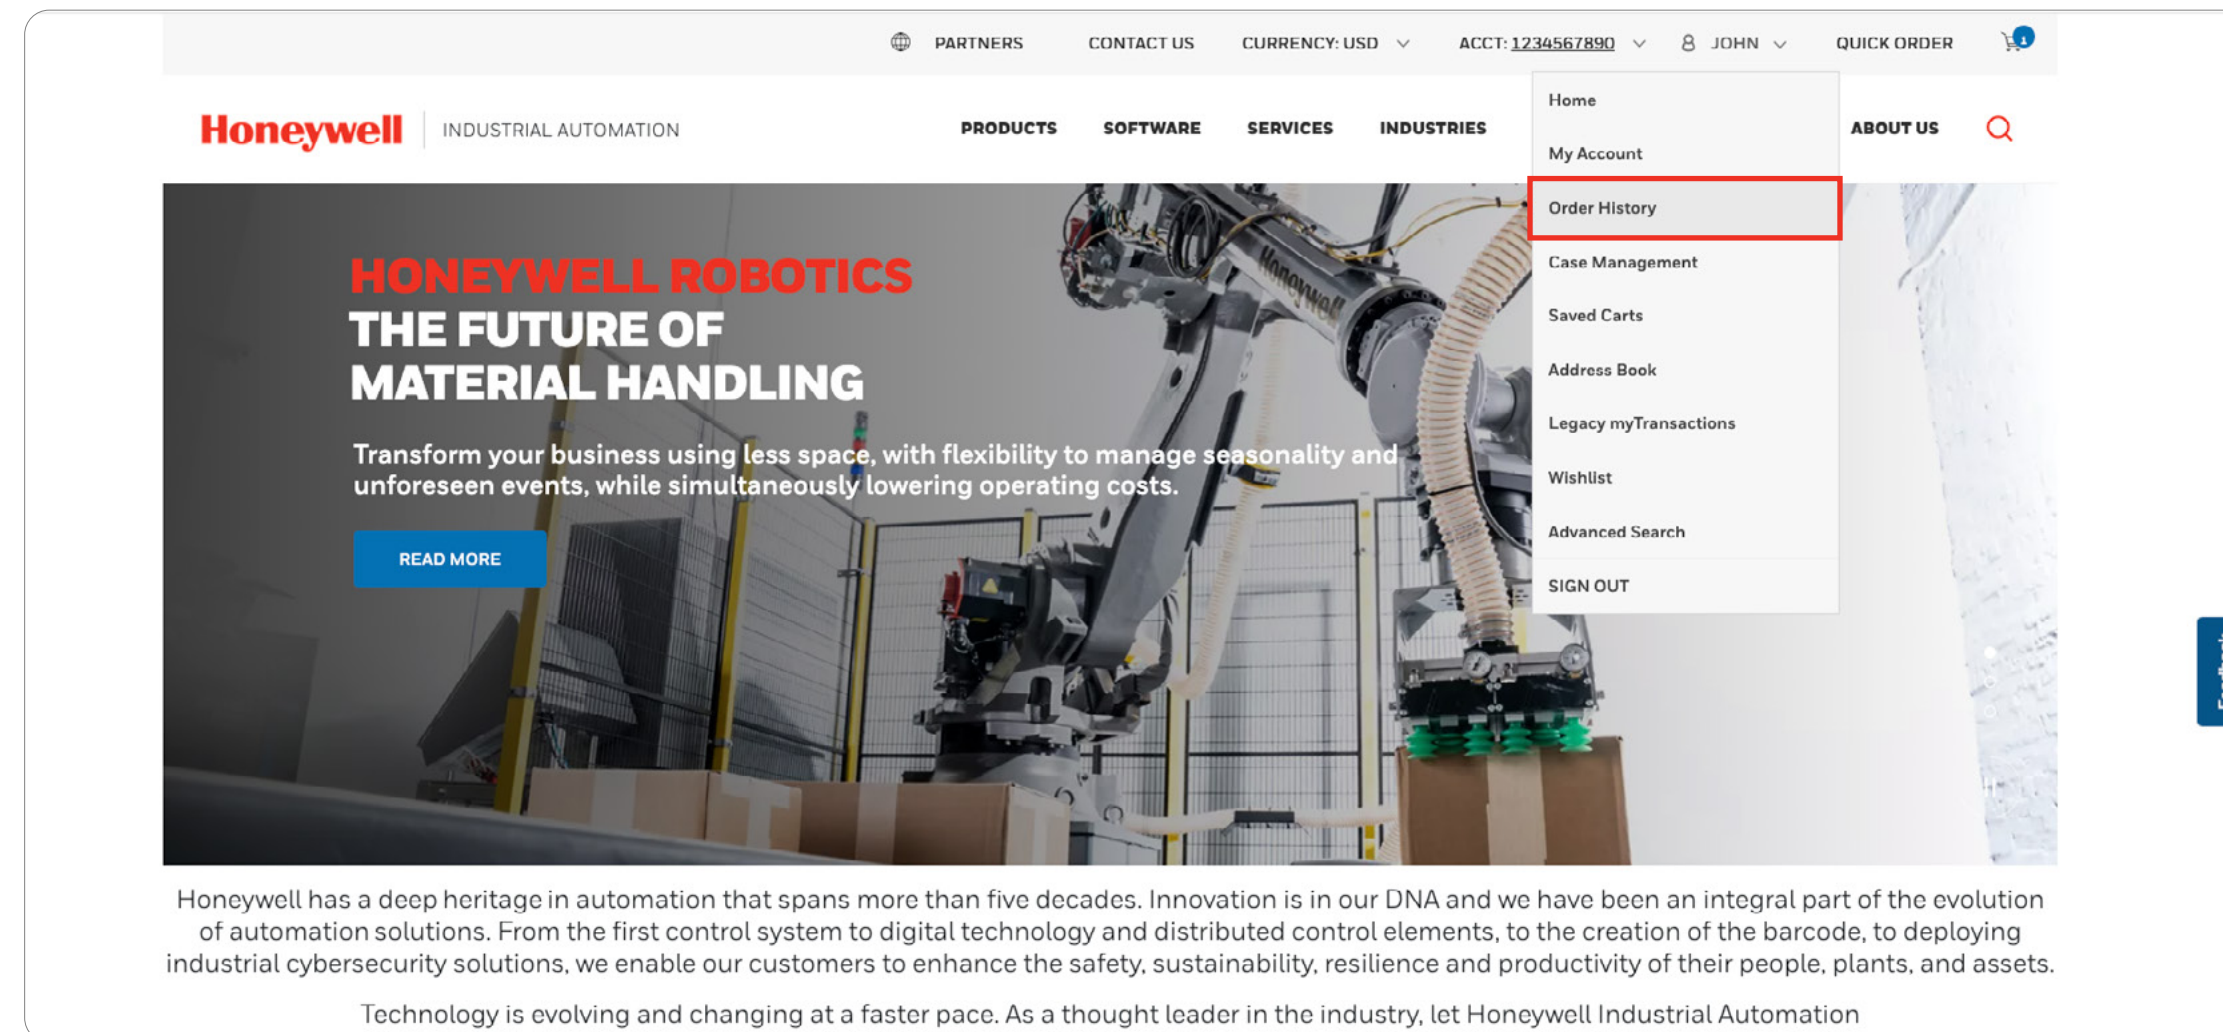 PARTNERS CONTACT US CURRENCY: USD ACCT: 1234567890 JOHN QUICK ORDER 1
Honeywell INDUSTRIAL AUTOMATION PRODUCTS SOFTWARE SERVICES INDUSTRIES ABOUT US
Home
My Account
Order History
Case Management
Saved Carts
Address Book
Legacy myTransactions
Wishlist
Advanced Search
SIGN OUT
HONEYWELL ROBOTICS
THE FUTURE OF
MATERIAL HANDLING
Transform your business using less space, with flexibility to manage seasonality and
unforeseen events, while simultaneously lowering operating costs.
READ MORE
Honeywell
Honeywell has a deep heritage in automation that spans more than five decades. Innovation is in our DNA and we have been an integral part of the evolution
of automation solutions. From the first control system to digital technology and distributed control elements, to the creation of the barcode, to deploying
industrial cybersecurity solutions, we enable our customers to enhance the safety, sustainability, resilience and productivity of their people, plants, and assets.
Technology is evolving and changing at a faster pace. As a thought leader in the industry, let Honeywell Industrial Automation